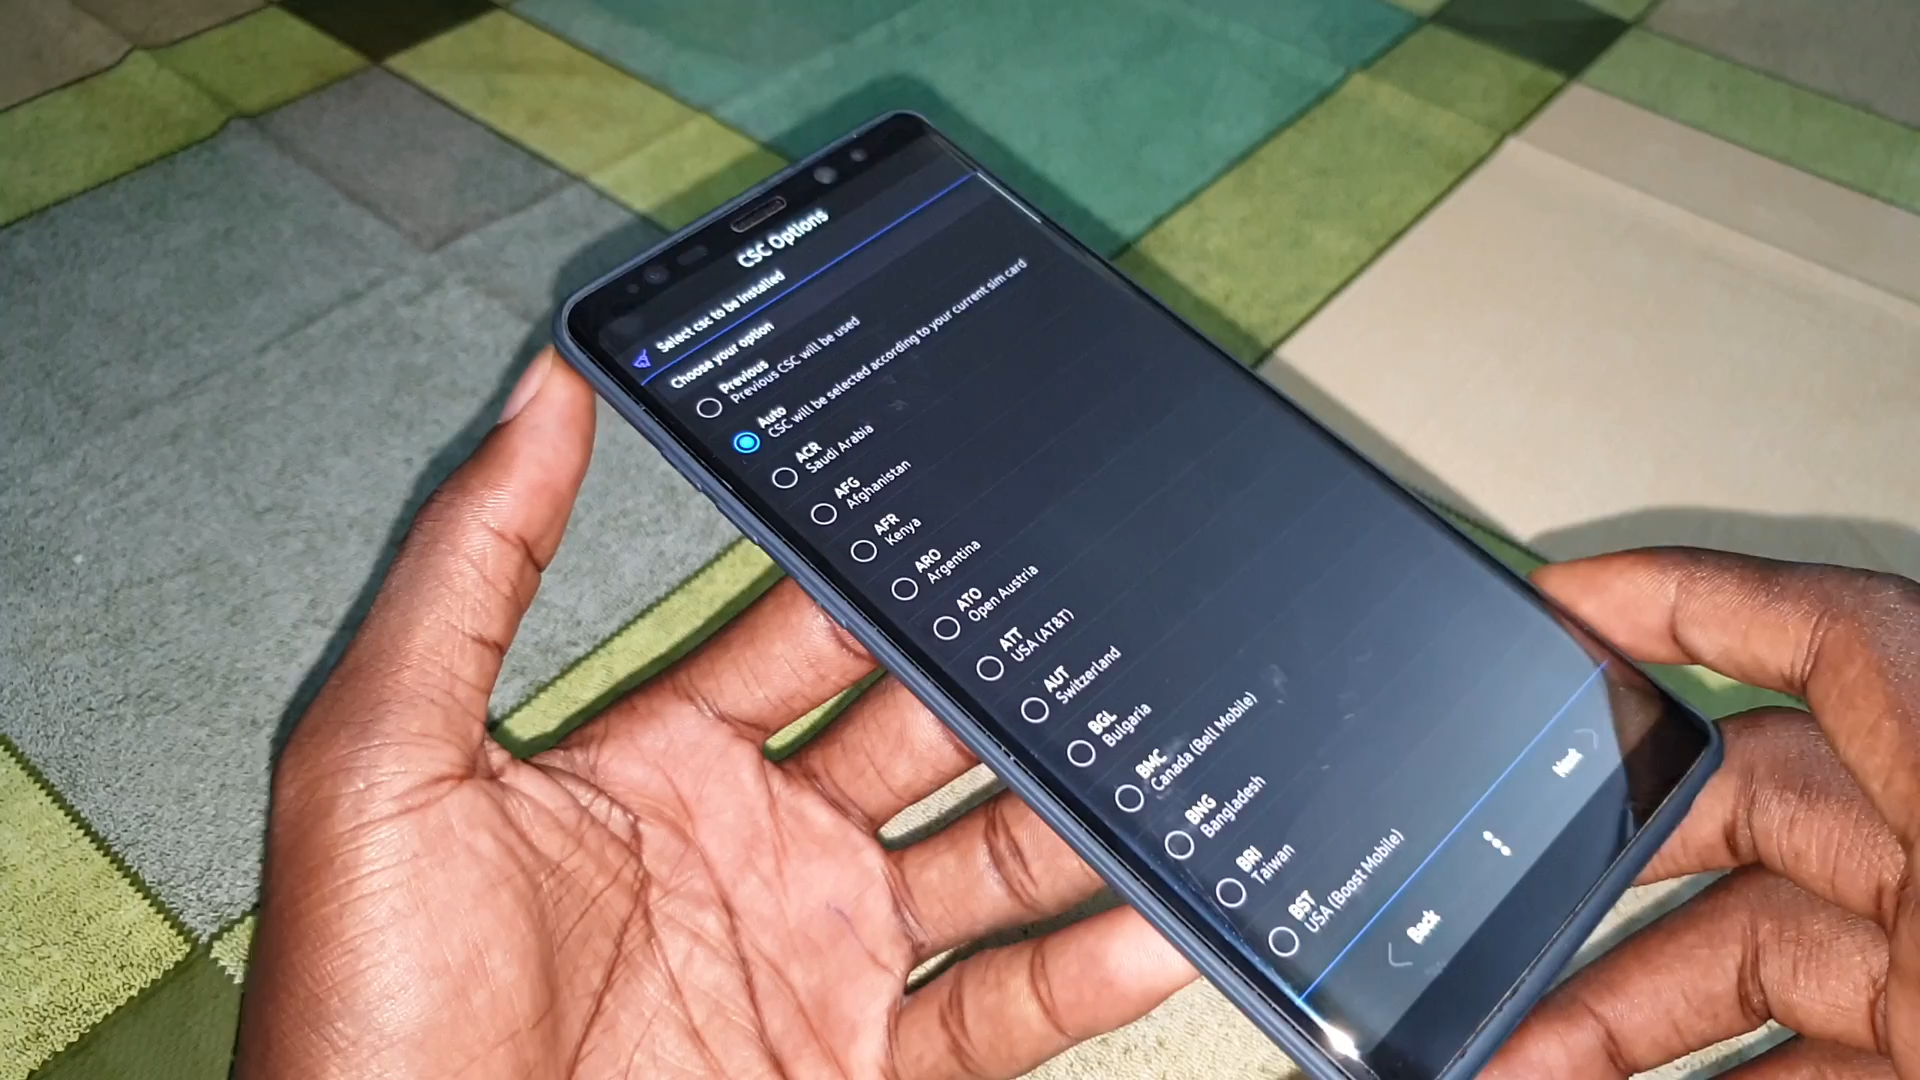 CSC Options
Select csc to be installed
Choose your option
Previous
Previous CSC will be used
Auto
CSC will be selected according to your current sim card
ACR
Saudi Arabia
AFG
Afghanistan
AFR
Kenya
ARO
Argentina
ATO
Open Austria
ATT
USA (AT&T)
AUT
Switzerland
BGL
Bulgaria
BMC
Canada (Bell Mobile)
BNG
Bangladesh
BRI
Taiwan
BST
USA (Boost Mobile)
Back
Next